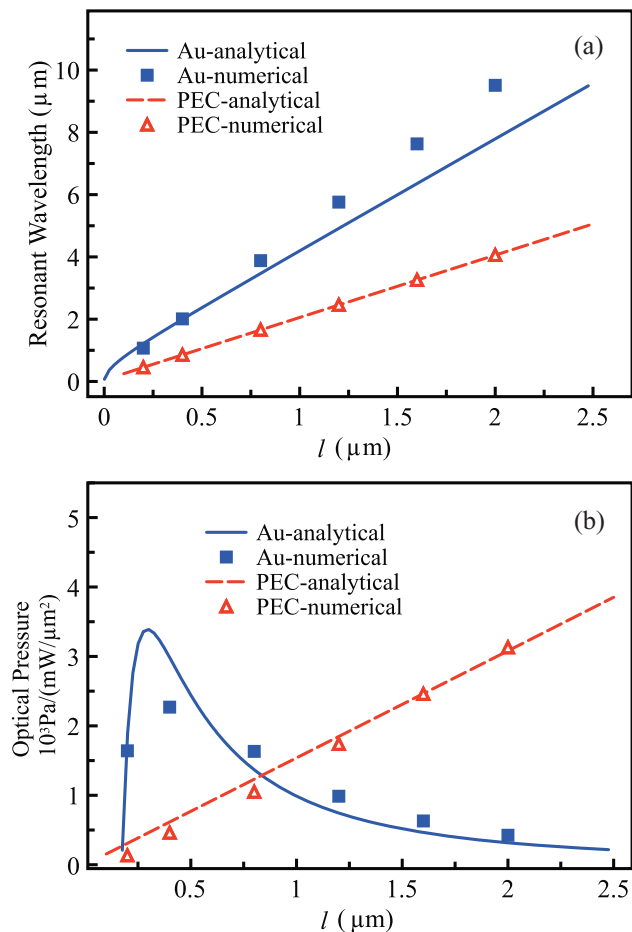 (a)
Au-analytical
Au-numerical
PEC-analytical
PEC-numerical
Resonant Wavelength (μm)
10
8
6
4
2
0
0 0.5 1 1.5 2 2.5
l (μm)
(b)
Au-analytical
Au-numerical
PEC-analytical
PEC-numerical
Optical Pressure
10³Pa/(mW/μm²)
5
4
3
2
1
0
0.5 1 1.5 2 2.5
l (μm)